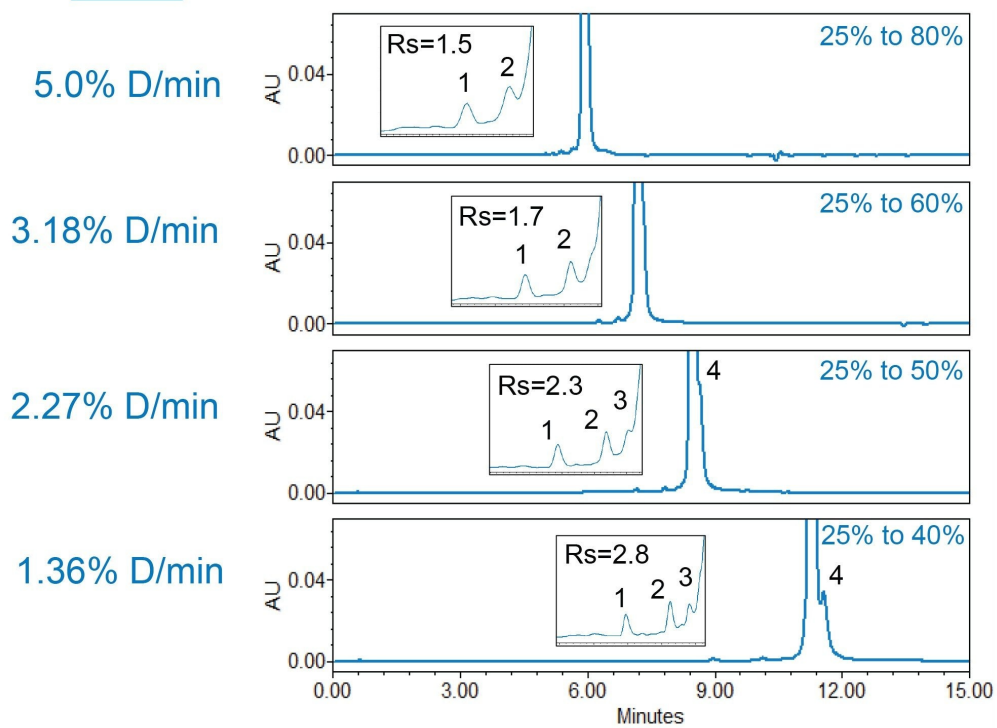 5.0% D/min
AU
0.04
0.00
Rs=1.5
1
2
25% to 80%
3.18% D/min
AU
0.04
0.00
Rs=1.7
1
2
25% to 60%
2.27% D/min
AU
0.04
0.00
Rs=2.3
1
2
3
4
25% to 50%
1.36% D/min
AU
0.04
0.00
Rs=2.8
1
2
3
4
25% to 40%
0.00 3.00 6.00 9.00 12.00 15.00
Minutes